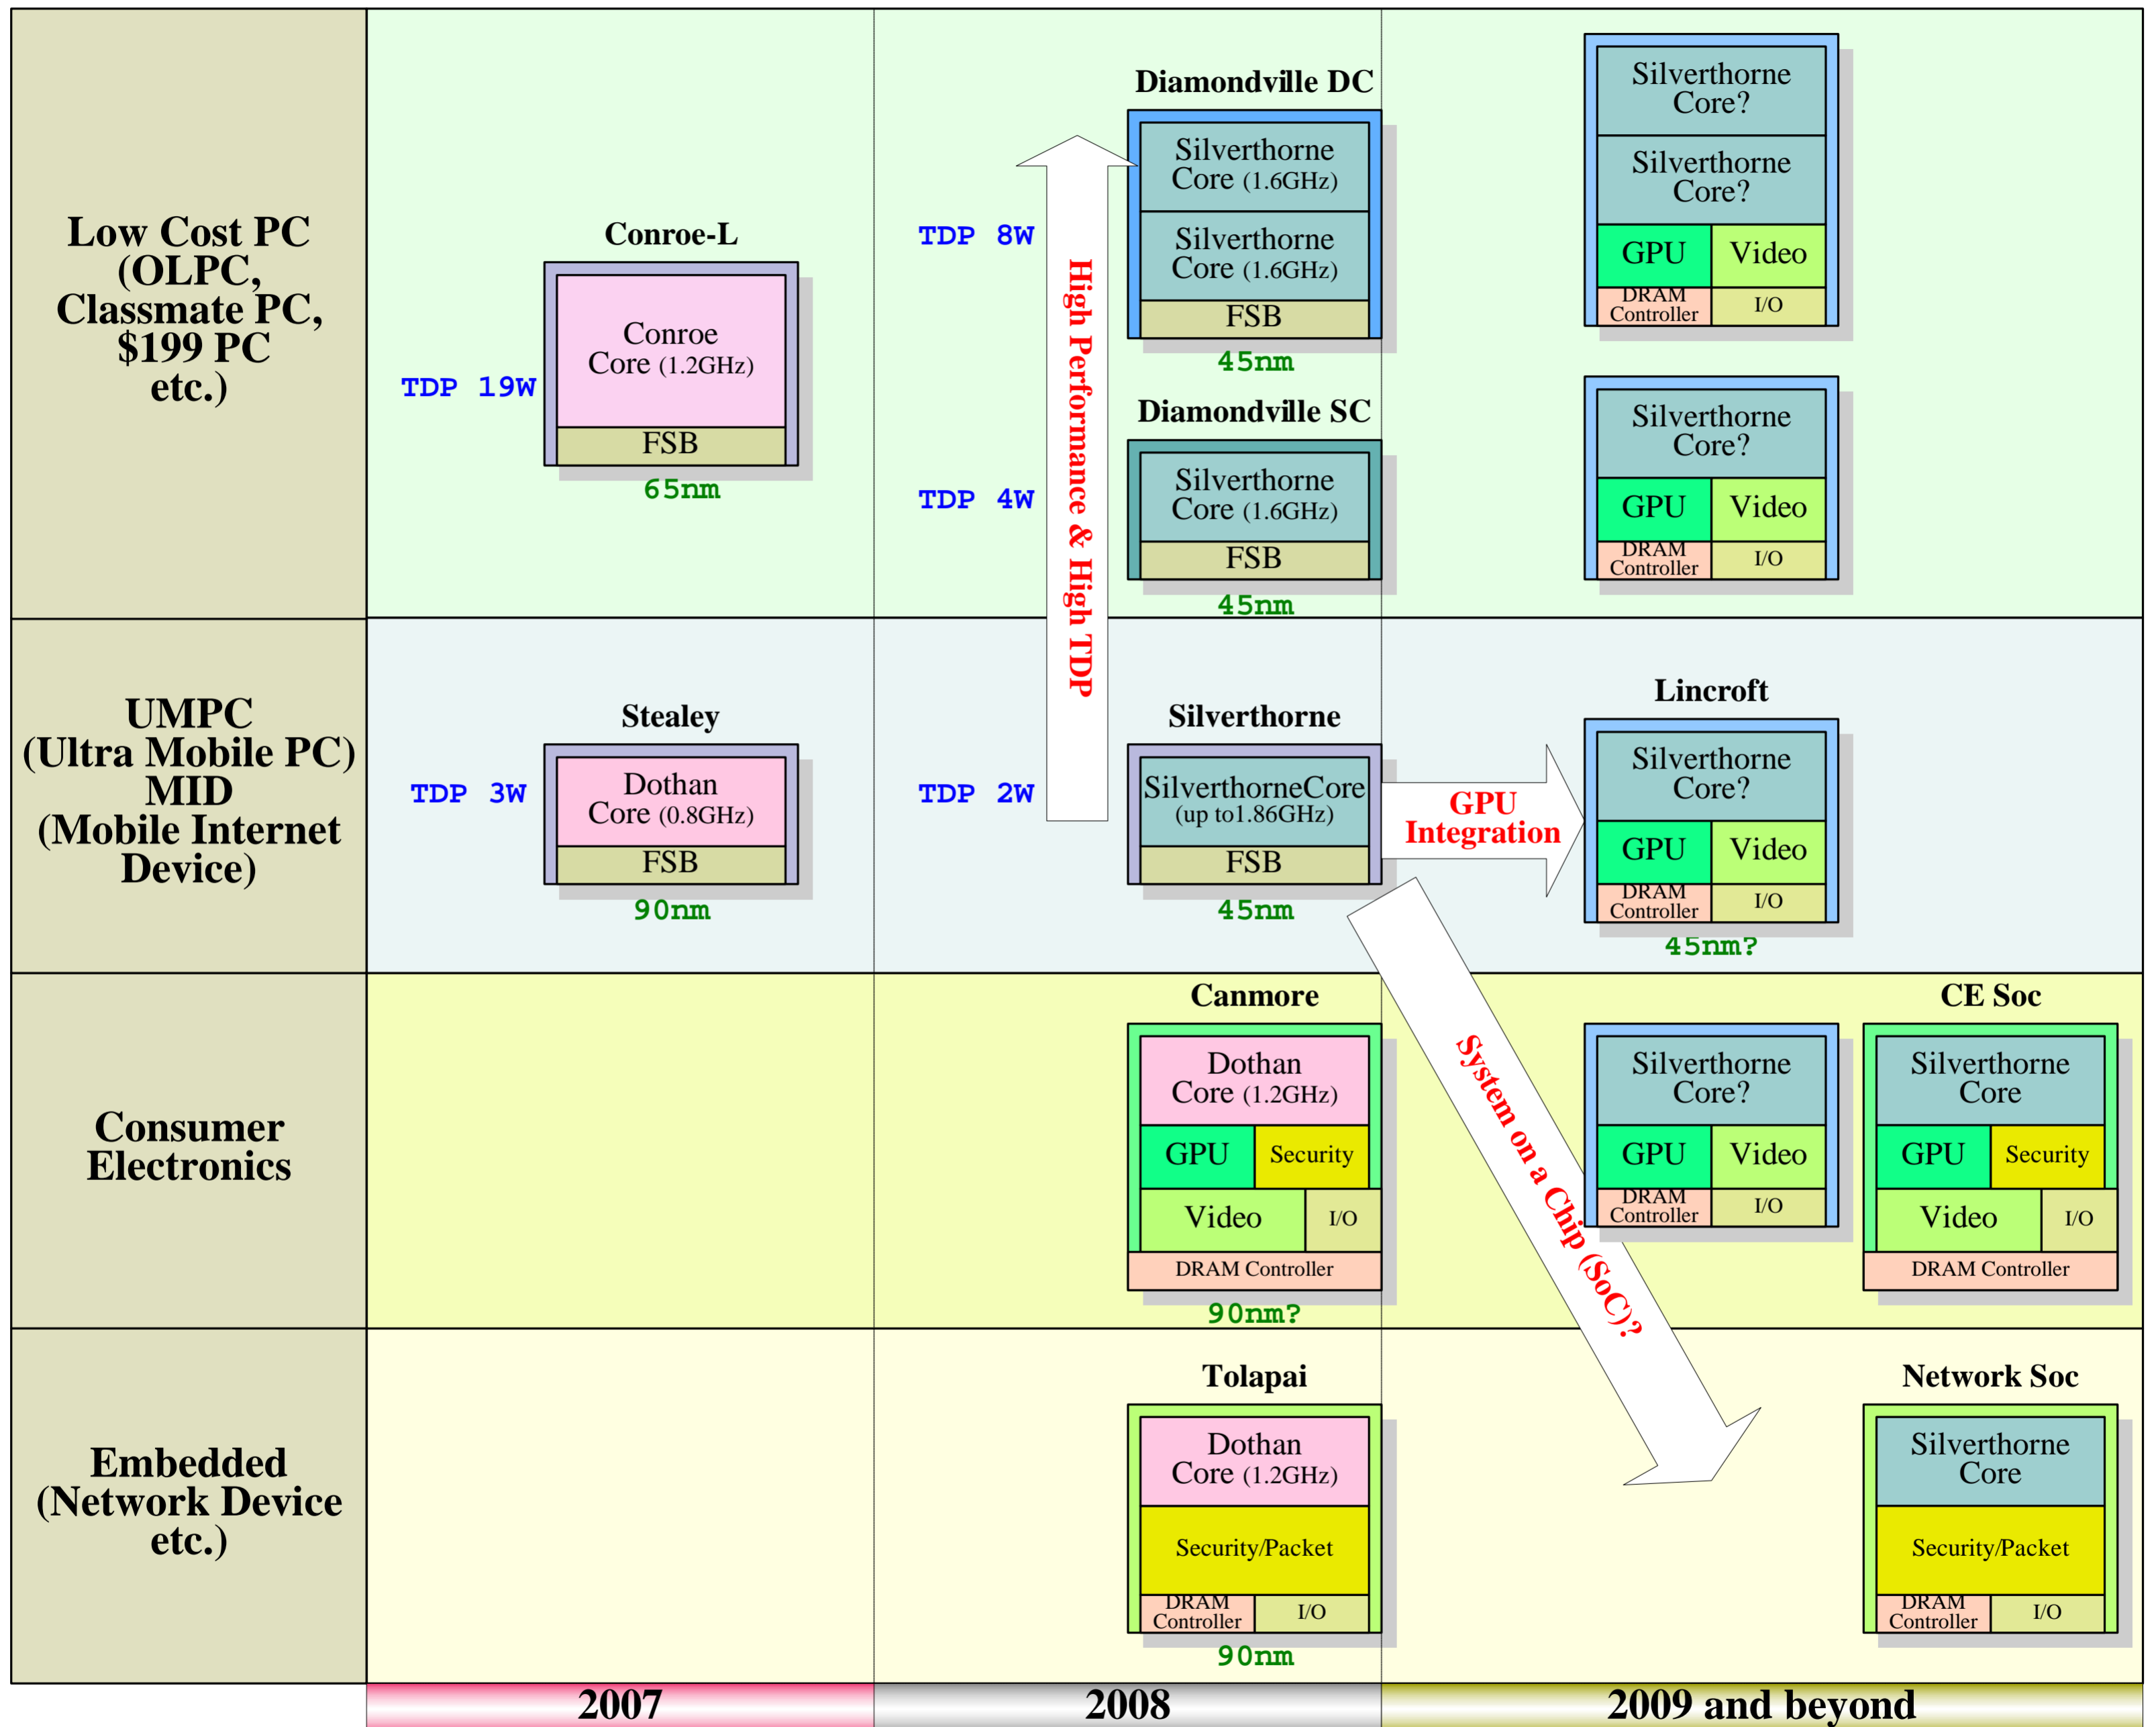 Low Cost PC
(OLPC,
Classmate PC,
$199 PC
etc.)
Conroe-L
TDP 19W
Conroe
Core (1.2GHz)
FSB
65nm
Diamondville DC
TDP 8W
Silverthorne
Core (1.6GHz)
Silverthorne
Core (1.6GHz)
FSB
45nm
Diamondville SC
TDP 4W
Silverthorne
Core (1.6GHz)
FSB
45nm
High Performance & High TDP
Silverthorne
Core?
Silverthorne
Core?
GPU
Video
DRAM
Controller
I/O
Silverthorne
Core?
GPU
Video
DRAM
Controller
I/O
UMPC
(Ultra Mobile PC)
MID
(Mobile Internet
Device)
Stealey
TDP 3W
Dothan
Core (0.8GHz)
FSB
90nm
Silverthorne
TDP 2W
SilverthorneCore
(up to1.86GHz)
FSB
45nm
GPU
Integration
Lincroft
Silverthorne
Core?
GPU
Video
DRAM
Controller
I/O
45nm?
Consumer
Electronics
Canmore
Dothan
Core (1.2GHz)
GPU
Security
Video
I/O
DRAM Controller
90nm?
System on a Chip (SoC)?
Silverthorne
Core?
GPU
Video
DRAM
Controller
I/O
CE Soc
Silverthorne
Core
GPU
Security
Video
I/O
DRAM Controller
Embedded
(Network Device
etc.)
Tolapai
Dothan
Core (1.2GHz)
Security/Packet
DRAM
Controller
I/O
90nm
Network Soc
Silverthorne
Core
Security/Packet
DRAM
Controller
I/O
2007
2008
2009 and beyond